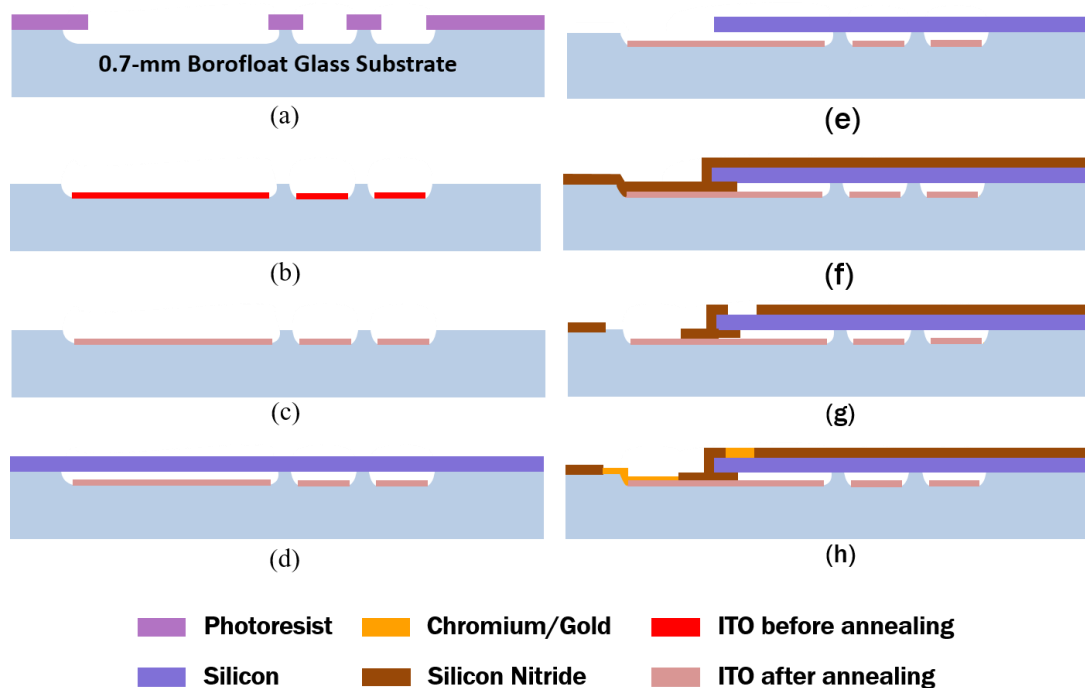 0.7-mm Borofloat Glass Substrate
(a)
(b)
(c)
(d)
(e)
(f)
(g)
(h)
Photoresist
Chromium/Gold
ITO before annealing
Silicon
Silicon Nitride
ITO after annealing